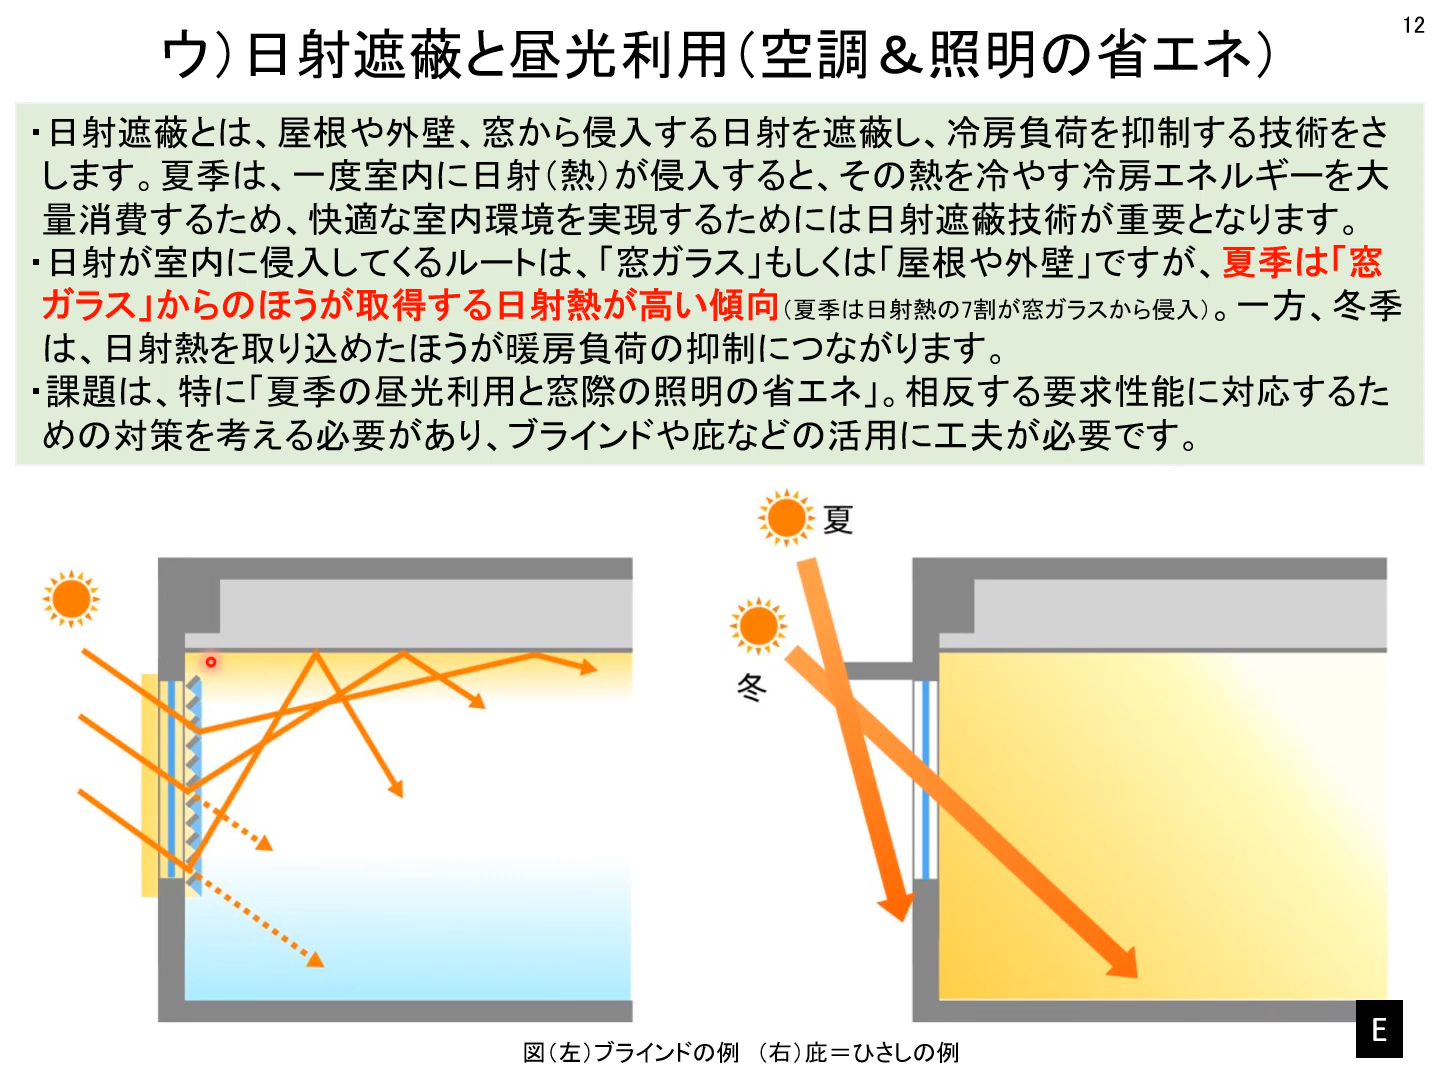 12
ウ）日射遮蔽と昼光利用（空調＆照明の省エネ）
・日射遮蔽とは、屋根や外壁、窓から侵入する日射を遮蔽し、冷房負荷を抑制する技術をさ
します。夏季は、一度室内に日射（熱）が侵入すると、その熱を冷やす冷房エネルギーを大
量消費するため、快適な室内環境を実現するためには日射遮蔽技術が重要となります。
・日射が室内に侵入してくるルートは、「窓ガラス」もしくは「屋根や外壁」ですが、夏季は「窓
ガラス」からのほうが取得する日射熱が高い傾向（夏季は日射熱の7割が窓ガラスから侵入）。一方、冬季
は、日射熱を取り込めたほうが暖房負荷の抑制につながります。
・課題は、特に「夏季の昼光利用と窓際の照明の省エネ」。相反する要求性能に対応するた
めの対策を考える必要があり、ブラインドや庇などの活用に工夫が必要です。
夏
冬
E
図（左）ブラインドの例　（右）庇＝ひさしの例